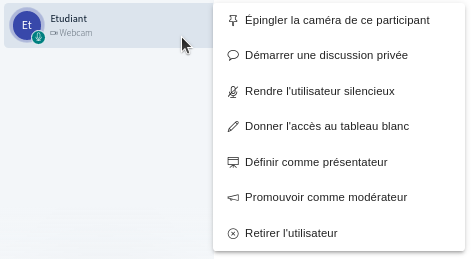 Et
Etudiant
Webcam
Épingler la caméra de ce participant
Démarrer une discussion privée
Rendre l'utilisateur silencieux
Donner l'accès au tableau blanc
Définir comme présentateur
Promouvoir comme modérateur
Retirer l'utilisateur